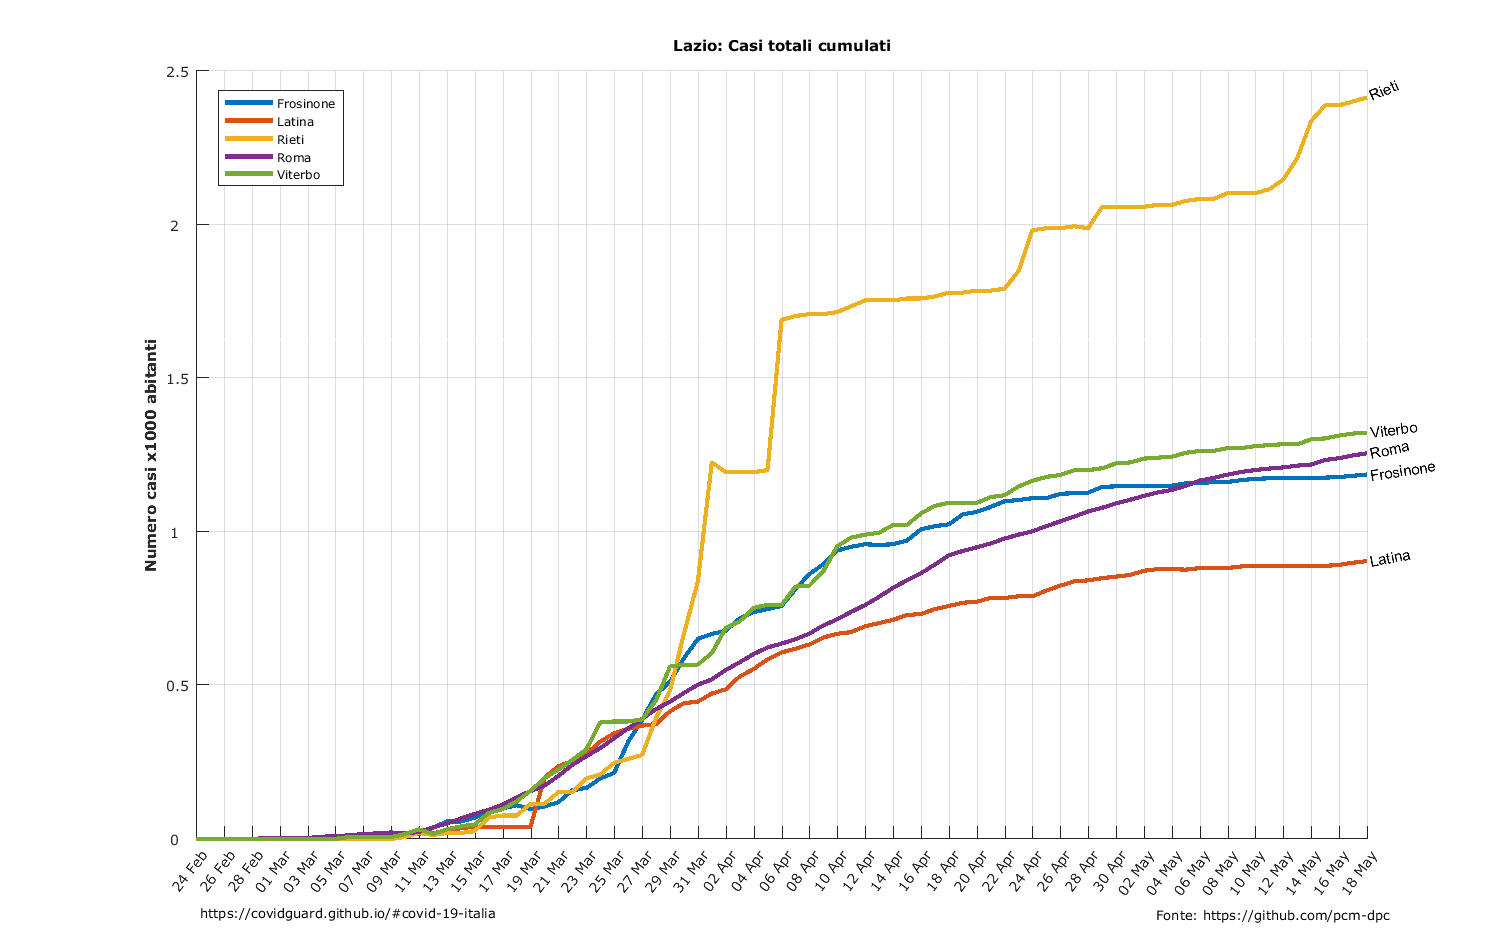 Lazio: Casi totali cumulati
Numero casi x1000 abitanti
2.5
2
1.5
1
0.5
0
Frosinone
Latina
Rieti
Roma
Viterbo
Rieti
Viterbo
Roma
Frosinone
Latina
24 Feb
26 Feb
28 Feb
01 Mar
03 Mar
05 Mar
07 Mar
09 Mar
11 Mar
13 Mar
15 Mar
17 Mar
19 Mar
21 Mar
23 Mar
25 Mar
27 Mar
29 Mar
31 Mar
02 Apr
04 Apr
06 Apr
08 Apr
10 Apr
12 Apr
14 Apr
16 Apr
18 Apr
20 Apr
22 Apr
24 Apr
26 Apr
28 Apr
30 Apr
02 May
04 May
06 May
08 May
10 May
12 May
14 May
16 May
18 May
https://covidguard.github.io/#covid-19-italia
Fonte: https://github.com/pcm-dpc